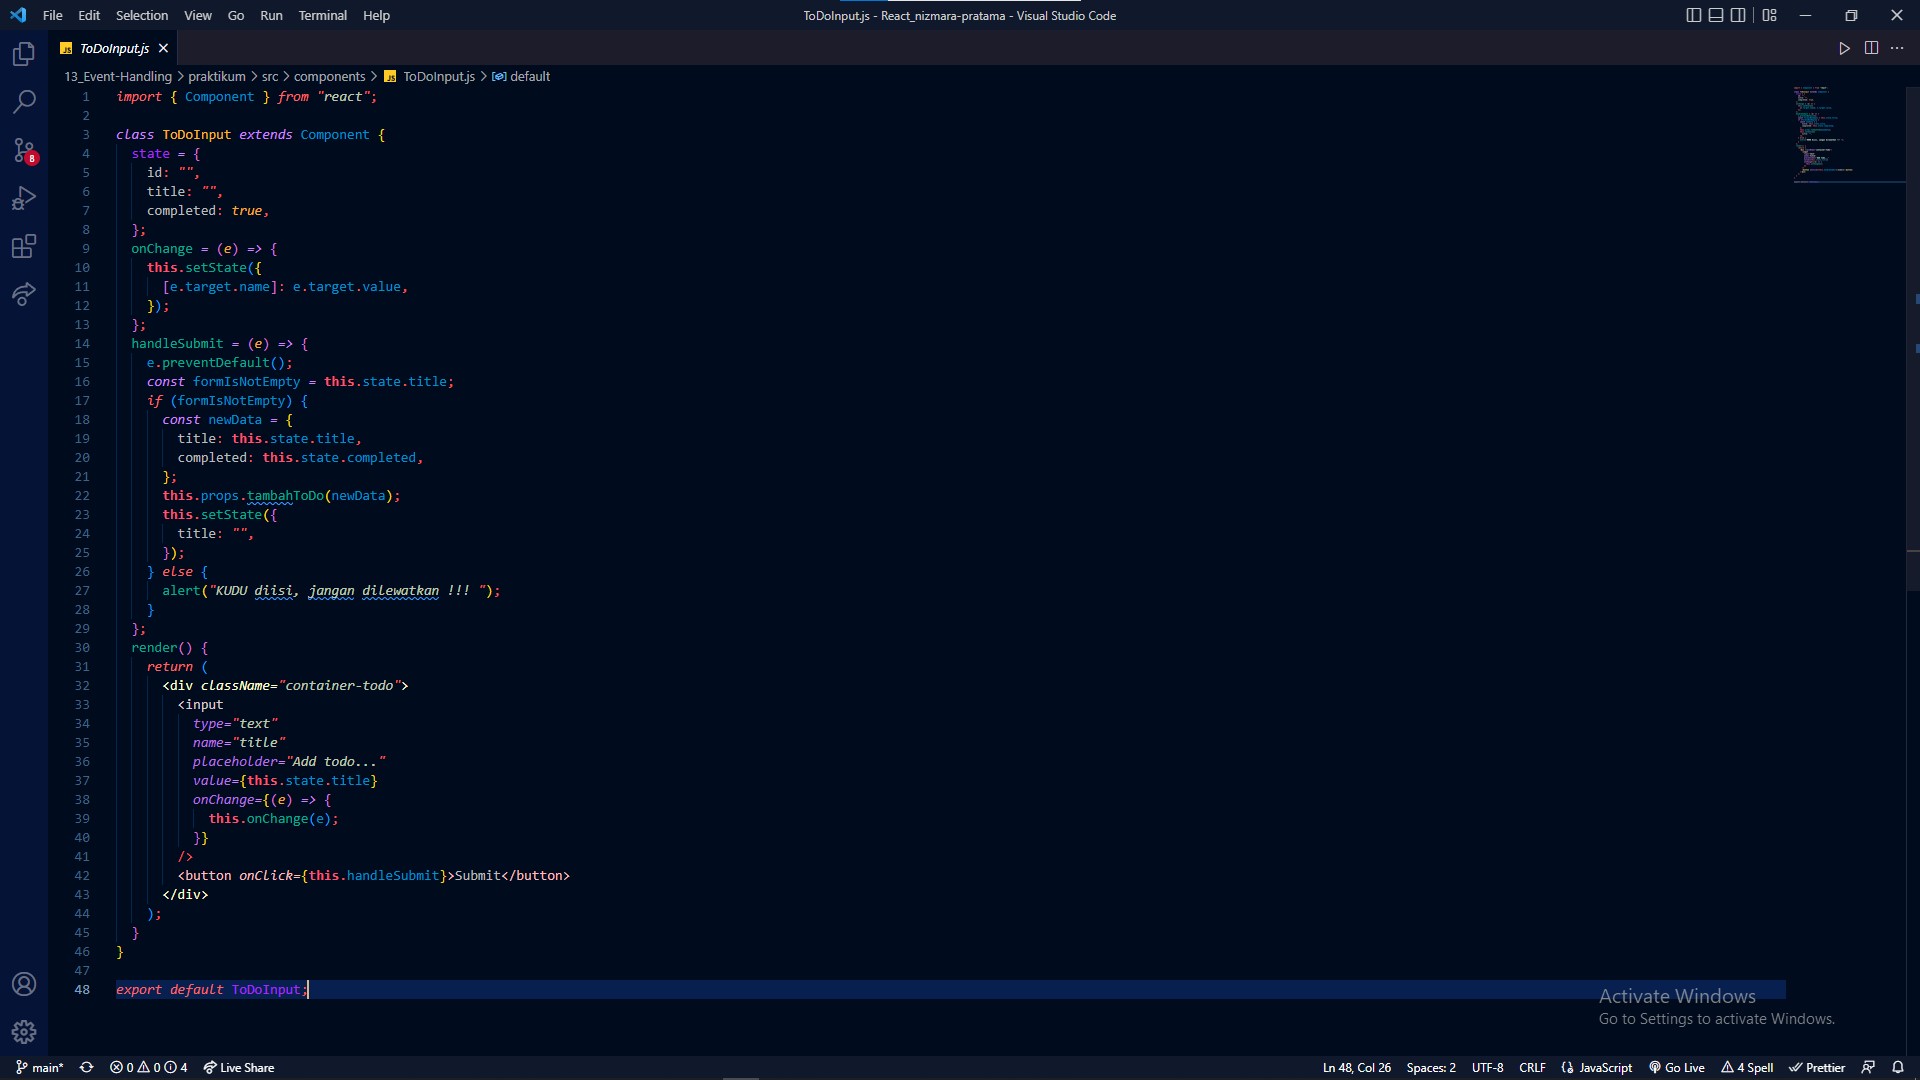 File Edit Selection View Go Run Terminal Help
ToDoInput.js - React_nizmara-pratama - Visual Studio Code
JS ToDoInput.js
13_Event-Handling > praktikum > src > components > JS ToDoInput.js > default
8
1 import { Component } from "react";
2
3 class ToDoInput extends Component {
4 state = {
5 id: "",
6 title: "",
7 completed: true,
8 };
9 onChange = (e) => {
10 this.setState({
11 [e.target.name]: e.target.value,
12 });
13 };
14 handleSubmit = (e) => {
15 e.preventDefault();
16 const formIsNotEmpty = this.state.title;
17 if (formIsNotEmpty) {
18 const newData = {
19 title: this.state.title,
20 completed: this.state.completed,
21 };
22 this.props.tambahToDo(newData);
23 this.setState({
24 title: "",
25 });
26 } else {
27 alert("KUDU diisi, jangan dilewatkan !!! ");
28 }
29 };
30 render() {
31 return (
32 <div className="container-todo">
33 <input
34 type="text"
35 name="title"
36 placeholder="Add todo..."
37 value={this.state.title}
38 onChange={(e) => {
39 this.onChange(e);
40 }}
41 />
42 <button onClick={this.handleSubmit}>Submit</button>
43 </div>
44 );
45 }
46 }
47
48 export default ToDoInput;
Activate Windows
Go to Settings to activate Windows.
main* 0 0 4 Live Share Ln 48, Col 26 Spaces: 2 UTF-8 CRLF {} JavaScript Go Live 4 Spell Prettier